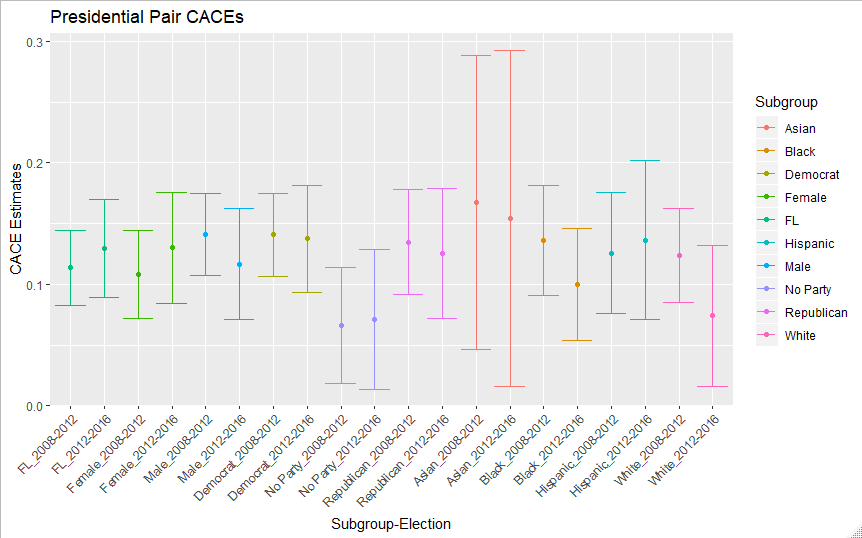 Presidential Pair CACEs
0.3
0.2
0.1
0.0
CACE Estimates
FL_2008-2012
FL_2012-2016
Female_2008-2012
Female_2012-2016
Male_2008-2012
Male_2012-2016
Democrat_2008-2012
Democrat_2012-2016
No Party_2008-2012
No Party_2012-2016
Republican_2008-2012
Republican_2012-2016
Asian_2008-2012
Asian_2012-2016
Black_2008-2012
Black_2012-2016
Hispanic_2008-2012
Hispanic_2012-2016
White_2008-2012
White_2012-2016
Subgroup-Election
Subgroup
Asian
Black
Democrat
Female
FL
Hispanic
Male
No Party
Republican
White